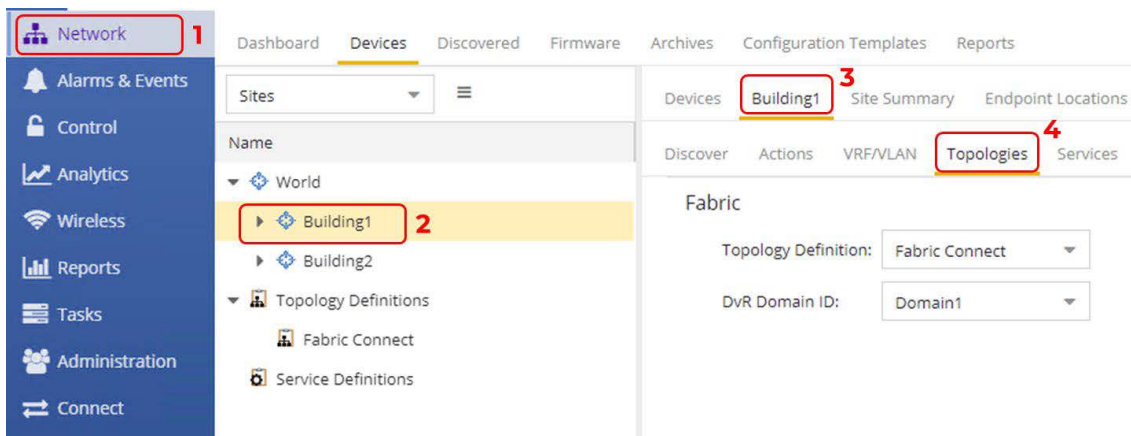 Network 1
Alarms & Events
Control
Analytics
Wireless
Reports
Tasks
Administration
Connect
Dashboard Devices Discovered Firmware Archives Configuration Templates Reports
Sites
Name
World
Building1 2
Building2
Topology Definitions
Fabric Connect
Service Definitions
3
Devices Building1 Site Summary Endpoint Locations
4
Discover Actions VRF/VLAN Topologies Services
Fabric
Topology Definition: Fabric Connect
DvR Domain ID: Domain1